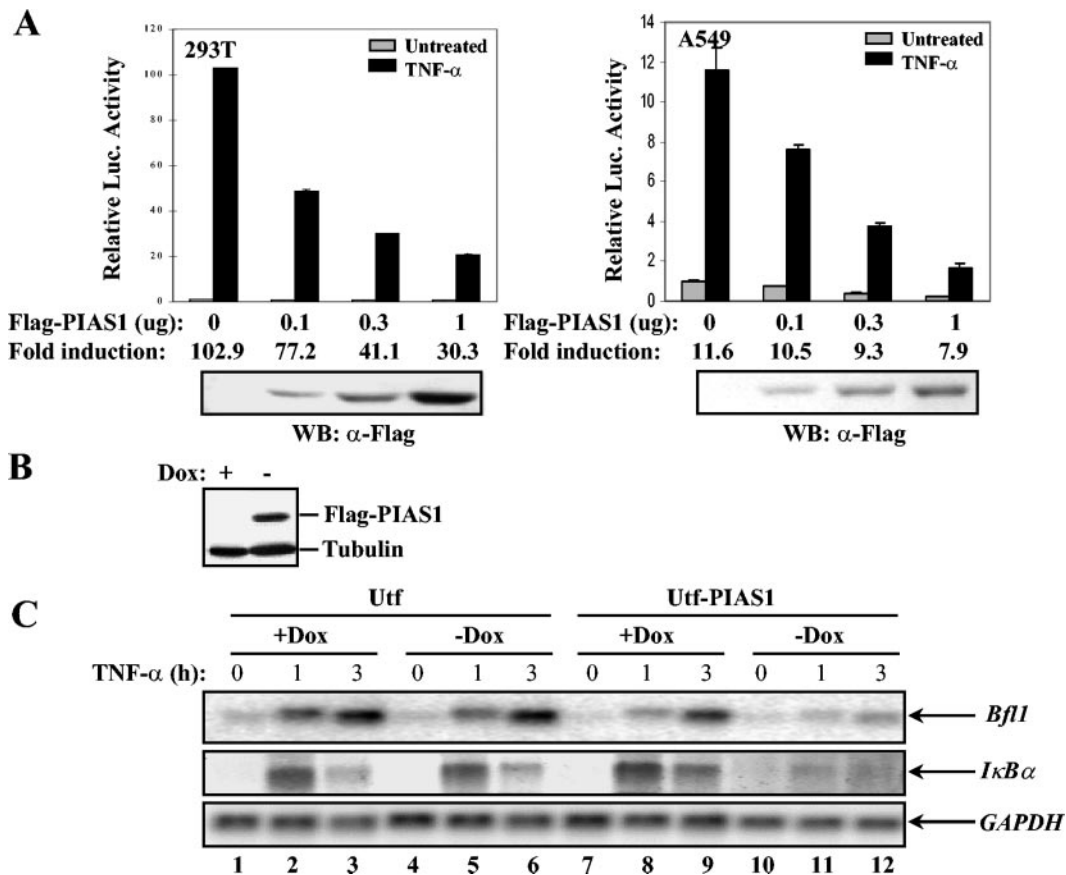 A
Relative Luc. Activity
120
100
80
60
40
20
0
293T
Untreated
TNF-α
Flag-PIAS1 (ug): 0 0.1 0.3 1
Fold induction: 102.9 77.2 41.1 30.3
WB: α-Flag
Relative Luc. Activity
14
12
10
8
6
4
2
0
A549
Untreated
TNF-α
Flag-PIAS1 (ug): 0 0.1 0.3 1
Fold induction: 11.6 10.5 9.3 7.9
WB: α-Flag
B
Dox: + -
Flag-PIAS1
Tubulin
C
Utf Utf-PIAS1
+Dox -Dox +Dox -Dox
TNF-α (h): 0 1 3 0 1 3 0 1 3 0 1 3
Bfl1
IκBα
GAPDH
1 2 3 4 5 6 7 8 9 10 11 12